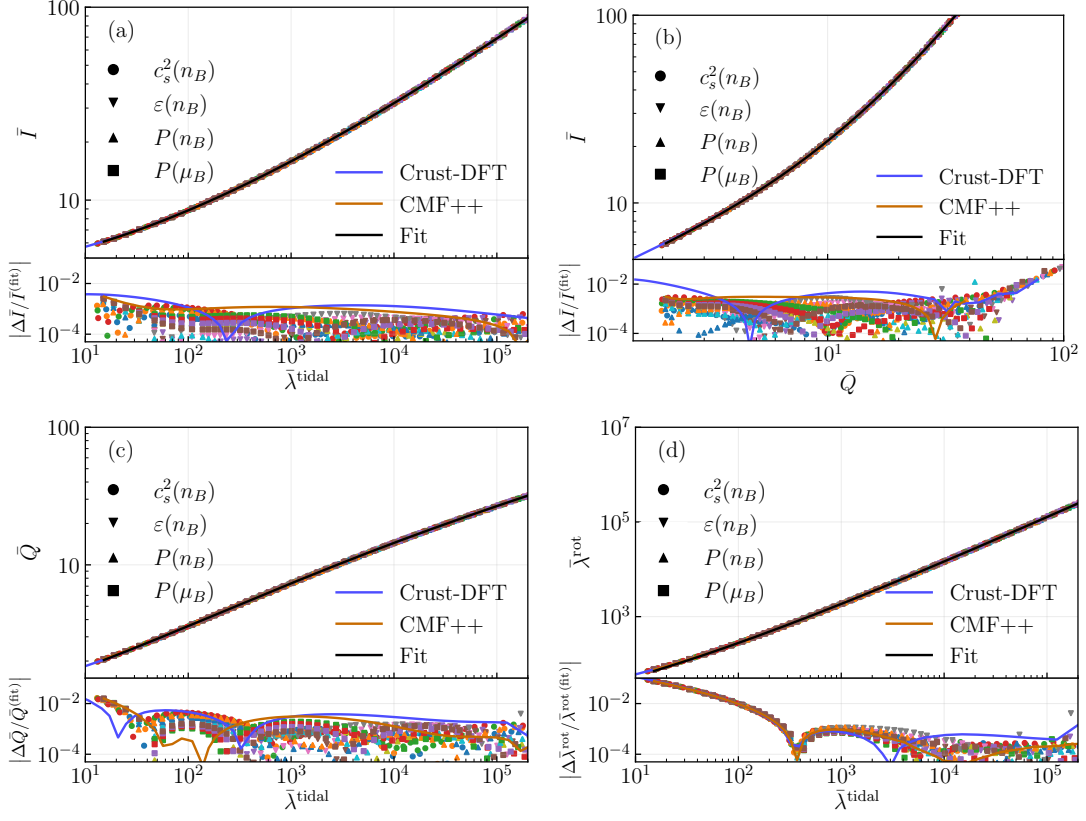 (a)
100
10
Ī
c_s^2(n_B)
ε(n_B)
P(n_B)
P(μ_B)
Crust-DFT
CMF++
Fit
|ΔĪ/Ī^(fit)|
10^−2
10^−4
10^1 10^2 10^3 10^4 10^5
λ̄^tidal
(b)
100
10
Ī
c_s^2(n_B)
ε(n_B)
P(n_B)
P(μ_B)
Crust-DFT
CMF++
Fit
|ΔĪ/Ī^(fit)|
10^−2
10^−4
10^1 10^2
Q̄
(c)
100
10
Q̄
c_s^2(n_B)
ε(n_B)
P(n_B)
P(μ_B)
Crust-DFT
CMF++
Fit
|ΔQ̄/Q̄^(fit)|
10^−2
10^−4
10^1 10^2 10^3 10^4 10^5
λ̄^tidal
(d)
10^7
10^5
10^3
λ̄^rot
c_s^2(n_B)
ε(n_B)
P(n_B)
P(μ_B)
Crust-DFT
CMF++
Fit
|Δλ̄^rot/λ̄^rot (fit)|
10^−2
10^−4
10^1 10^2 10^3 10^4 10^5
λ̄^tidal